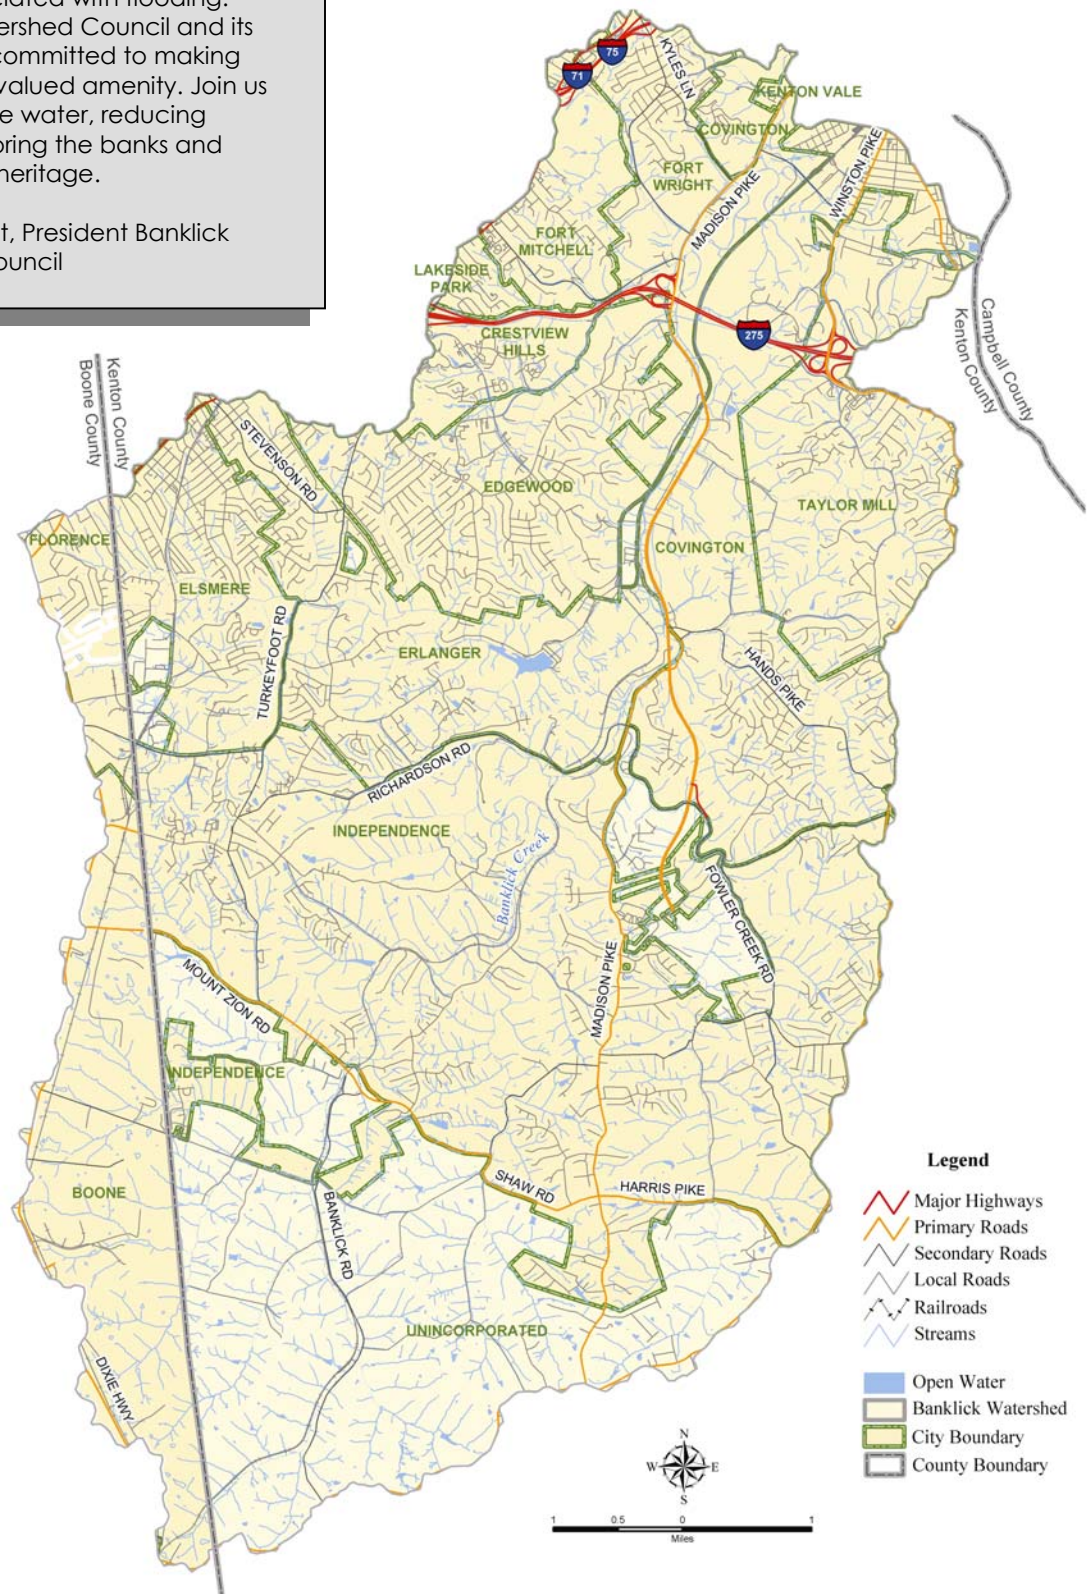 ershed Council and its
committed to making
valued amenity. Join us
e water, reducing
oring the banks and
heritage.
t, President Banklick
ouncil
75
71
KYLES LN
KENTON VALE
COVINGTON
WINSTON PIKE
FORT
WRIGHT
MADISON PIKE
FORT
MITCHELL
LAKESIDE
PARK
CRESTVIEW
HILLS
275
Campbell County
Kenton County
Kenton County
Boone County
STEVENSON RD
EDGEWOOD
TAYLOR MILL
FLORENCE
COVINGTON
ELSMERE
TURKEYFOOT RD
ERLANGER
HANDS PIKE
RICHARDSON RD
INDEPENDENCE
Banklick Creek
FOWLER CREEK RD
MADISON PIKE
MOUNT ZION RD
INDEPENDENCE
BOONE
SHAW RD
HARRIS PIKE
BANKLICK RD
UNINCORPORATED
DIXIE HWY
Legend
Major Highways
Primary Roads
Secondary Roads
Local Roads
Railroads
Streams
Open Water
Banklick Watershed
City Boundary
County Boundary
N
W E
S
1 0.5 0 1
Miles